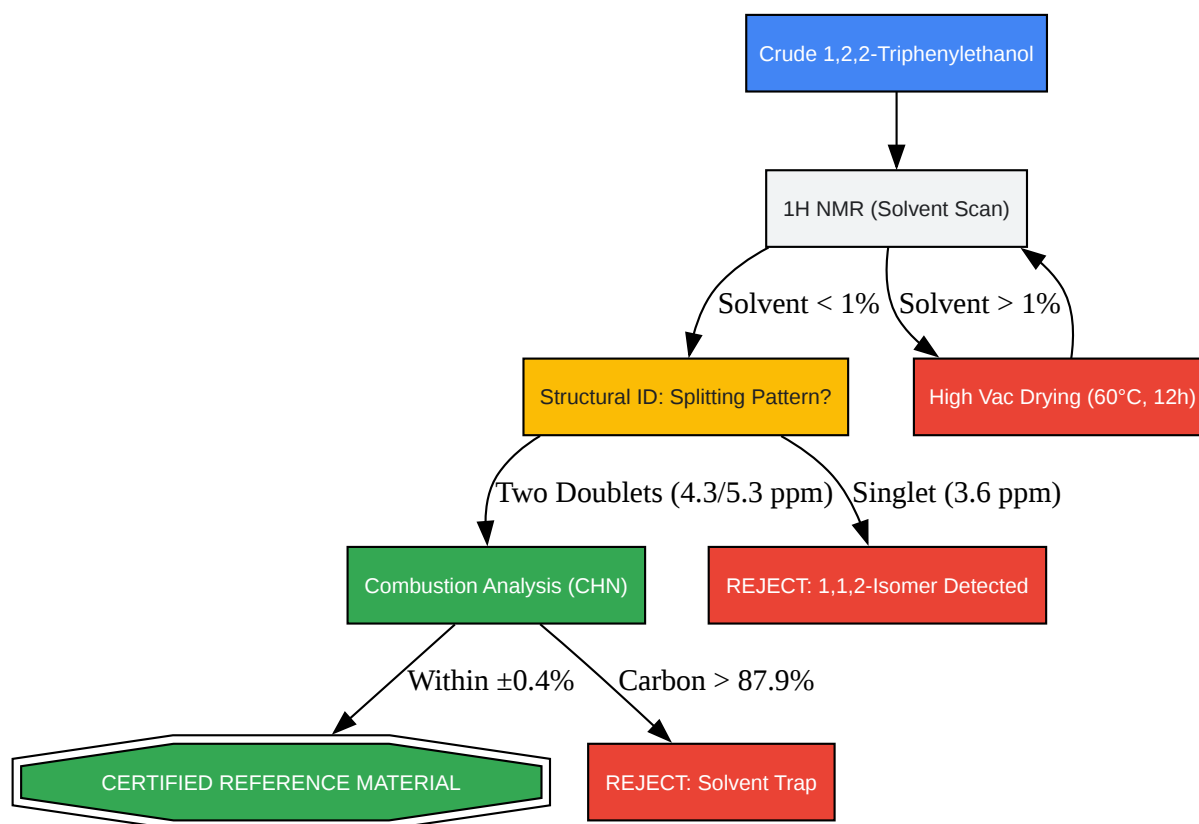 Crude 1,2,2-Triphenylethanol
1H NMR (Solvent Scan)
Solvent < 1%
Solvent > 1%
Structural ID: Splitting Pattern?
High Vac Drying (60°C, 12h)
Two Doublets (4.3/5.3 ppm)
Singlet (3.6 ppm)
Combustion Analysis (CHN)
REJECT: 1,1,2-Isomer Detected
Within ±0.4%
Carbon > 87.9%
CERTIFIED REFERENCE MATERIAL
REJECT: Solvent Trap